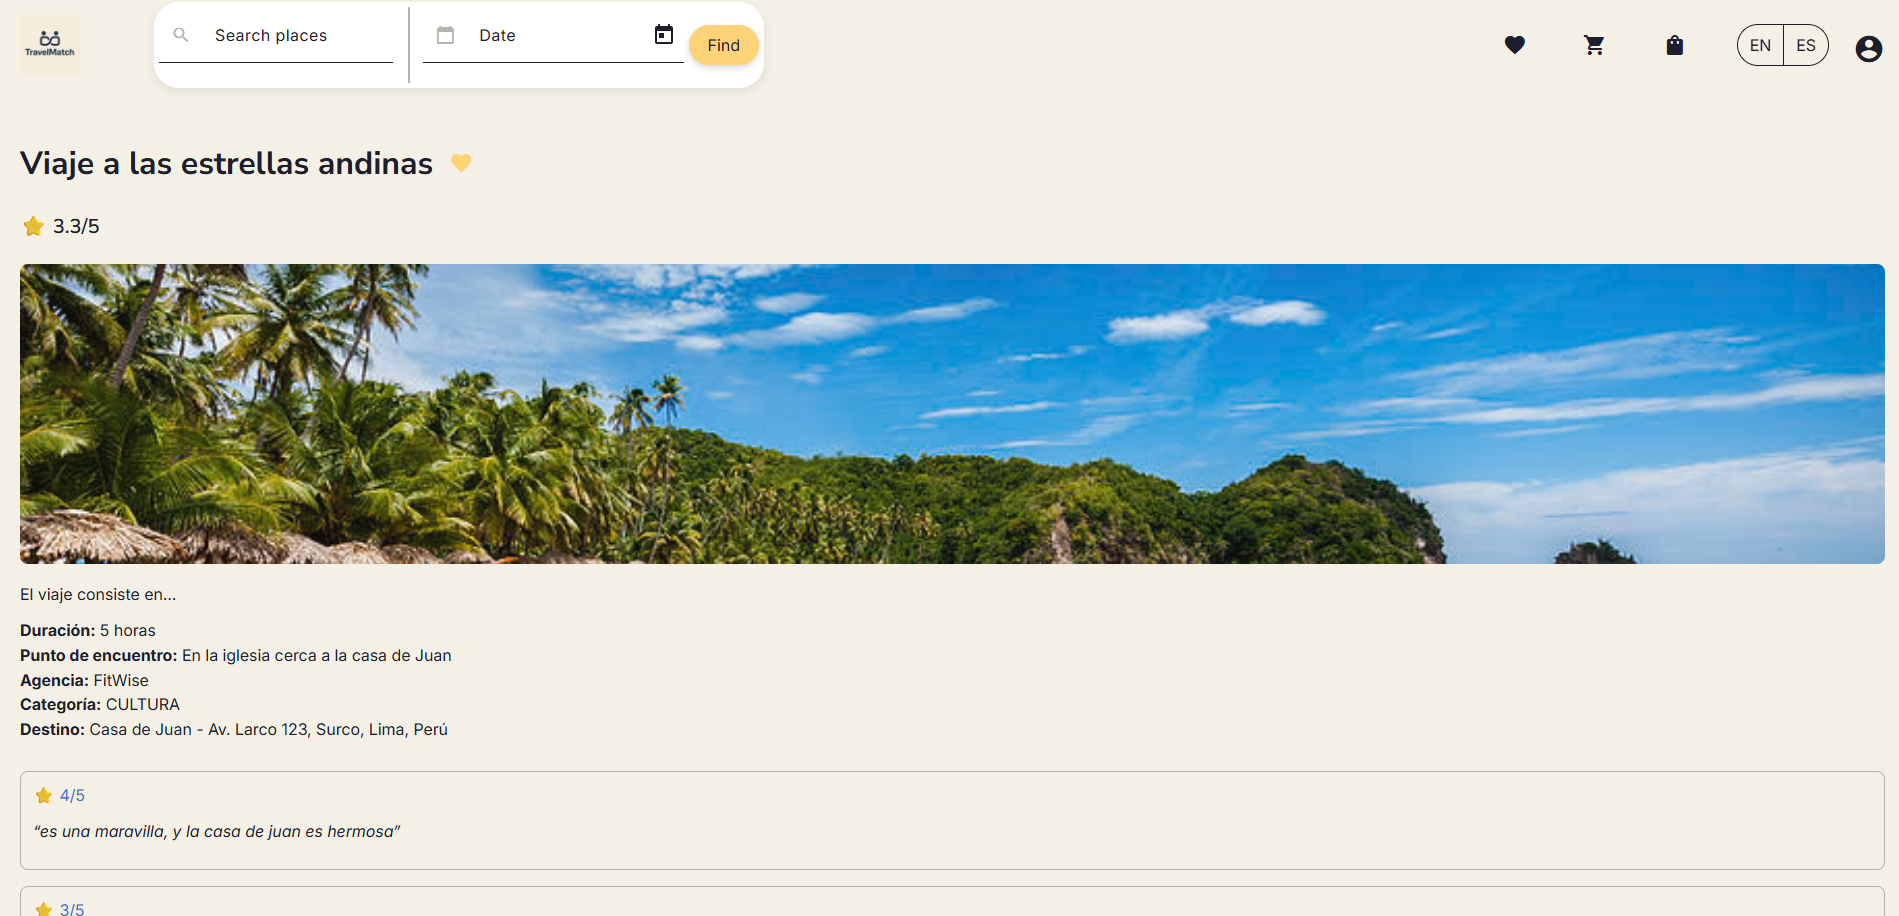 TravelMatch
Search places
Date
Find
EN
ES
Viaje a las estrellas andinas
3.3/5
El viaje consiste en...
Duración: 5 horas
Punto de encuentro: En la iglesia cerca a la casa de Juan
Agencia: FitWise
Categoría: CULTURA
Destino: Casa de Juan - Av. Larco 123, Surco, Lima, Perú
4/5
“es una maravilla, y la casa de juan es hermosa”
3/5